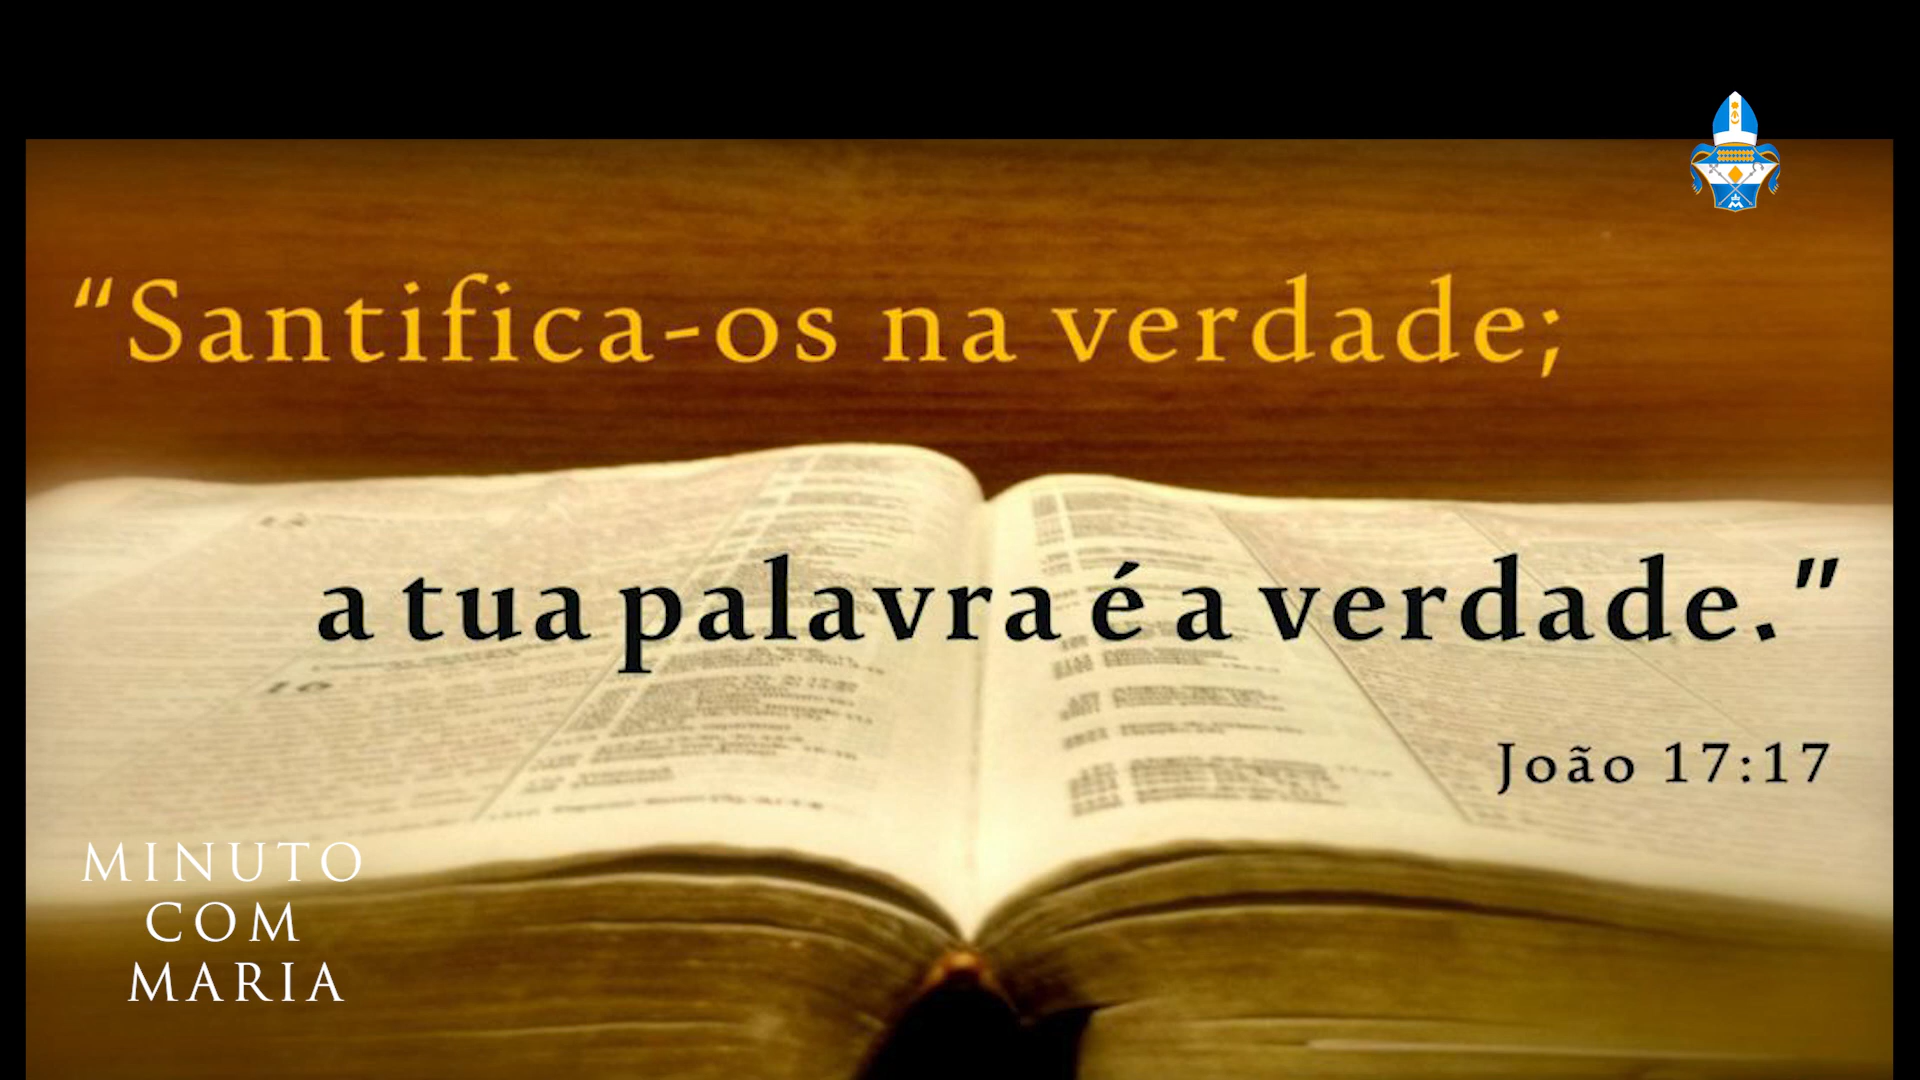 “Santifica-os na verdade;
a tua palavra é a verdade.”
João 17:17
MINUTO
COM
MARIA